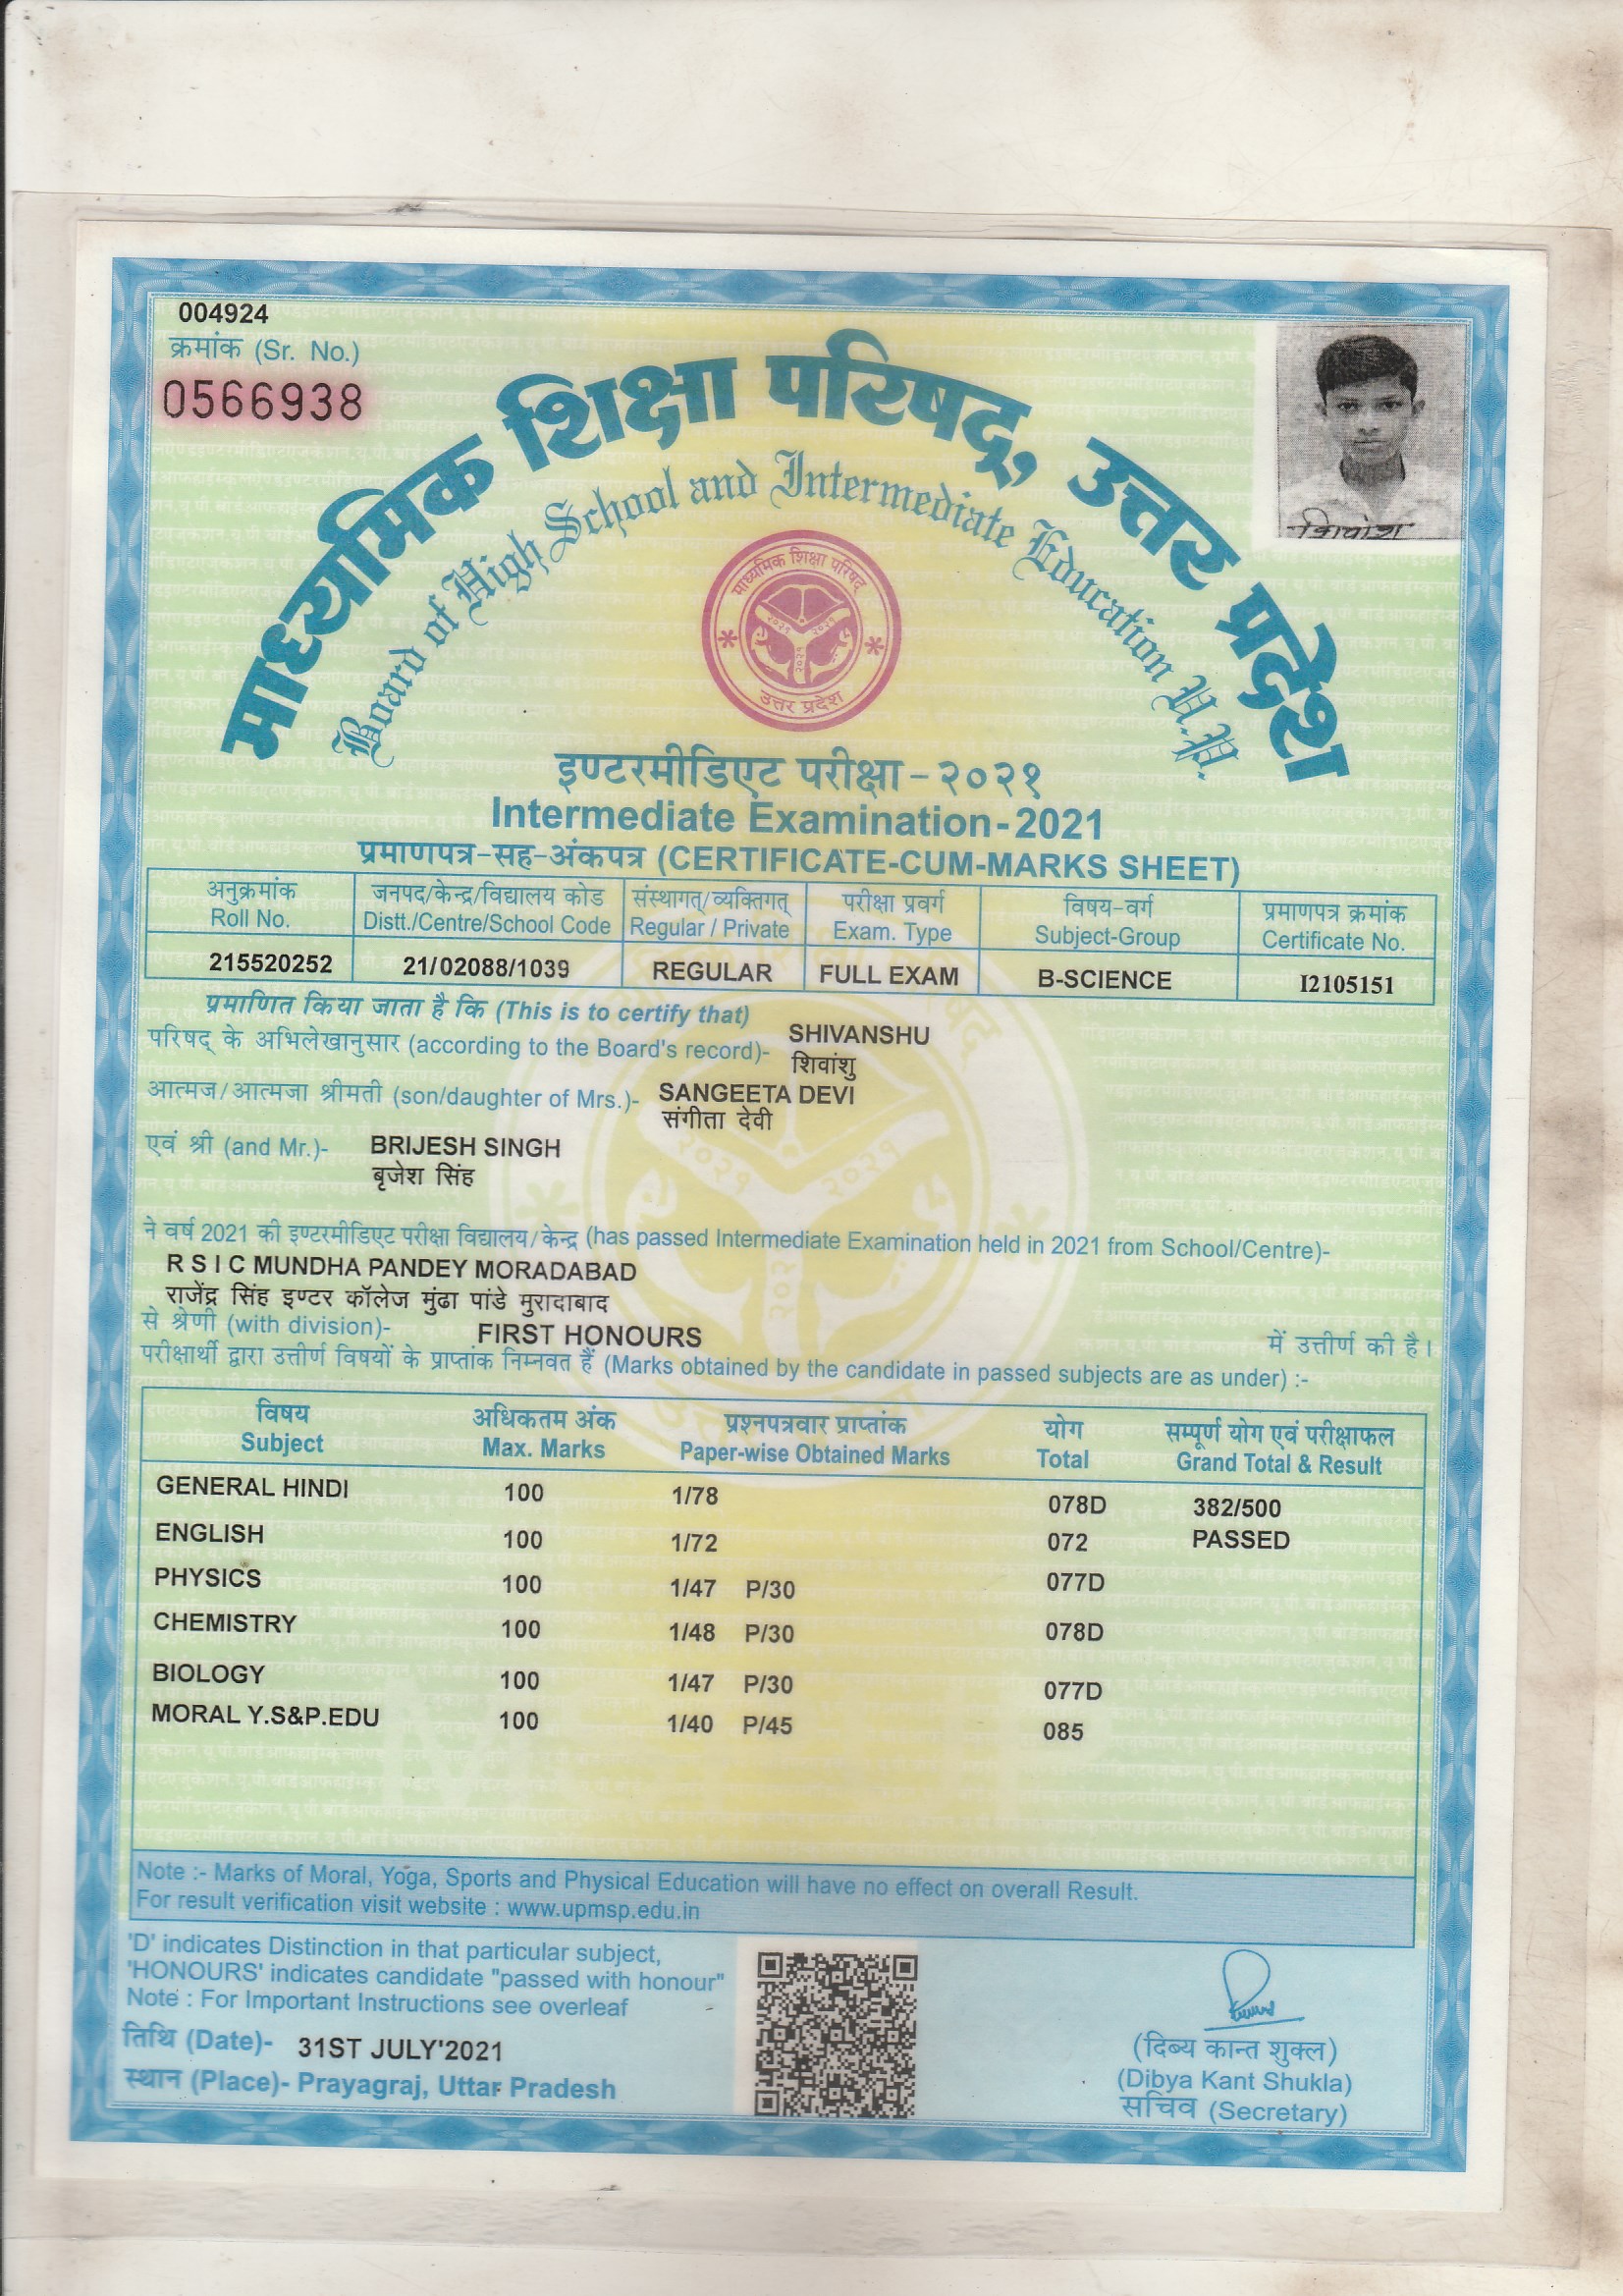 004924
क्रमांक (Sr. No.)
0566938
माध्यमिक शिक्षा परिषद्, उत्तर प्रदेश
Board of High School and Intermediate Education U.P.
माध्यमिक शिक्षा परिषद्
२०२१ २०२१
२०२१
उत्तर प्रदेश
शिवांशु
इण्टरमीडिएट परीक्षा - २०२१
Intermediate Examination - 2021
प्रमाणपत्र-सह-अंकपत्र (CERTIFICATE-CUM-MARKS SHEET)
अनुक्रमांक जनपद/केन्द्र/विद्यालय कोड संस्थागत्/व्यक्तिगत् परीक्षा प्रवर्ग विषय-वर्ग प्रमाणपत्र क्रमांक
Roll No. Distt./Centre/School Code Regular / Private Exam. Type Subject-Group Certificate No.
215520252 21/02088/1039 REGULAR FULL EXAM B-SCIENCE I2105151
प्रमाणित किया जाता है कि (This is to certify that)
परिषद् के अभिलेखानुसार (according to the Board's record)- SHIVANSHU
शिवांशु
आत्मज/आत्मजा श्रीमती (son/daughter of Mrs.)- SANGEETA DEVI
संगीता देवी
एवं श्री (and Mr.)- BRIJESH SINGH
बृजेश सिंह
ने वर्ष 2021 की इण्टरमीडिएट परीक्षा विद्यालय/केन्द्र (has passed Intermediate Examination held in 2021 from School/Centre)-
R S I C MUNDHA PANDEY MORADABAD
राजेंद्र सिंह इण्टर कॉलेज मुंढा पांडे मुरादाबाद
से श्रेणी (with division)- FIRST HONOURS में उत्तीर्ण की है।
परीक्षार्थी द्वारा उत्तीर्ण विषयों के प्राप्तांक निम्नवत हैं (Marks obtained by the candidate in passed subjects are as under) :-
विषय अधिकतम अंक प्रश्नपत्रवार प्राप्तांक योग सम्पूर्ण योग एवं परीक्षाफल
Subject Max. Marks Paper-wise Obtained Marks Total Grand Total & Result
GENERAL HINDI 100 1/78 078D 382/500
ENGLISH 100 1/72 072 PASSED
PHYSICS 100 1/47 P/30 077D
CHEMISTRY 100 1/48 P/30 078D
BIOLOGY 100 1/47 P/30 077D
MORAL Y.S&P.EDU 100 1/40 P/45 085
Note :- Marks of Moral, Yoga, Sports and Physical Education will have no effect on overall Result.
For result verification visit website : www.upmsp.edu.in
'D' indicates Distinction in that particular subject,
'HONOURS' indicates candidate "passed with honour"
Note : For Important Instructions see overleaf
तिथि (Date)- 31ST JULY'2021
स्थान (Place)- Prayagraj, Uttar Pradesh
(दिब्य कान्त शुक्ल)
(Dibya Kant Shukla)
सचिव (Secretary)